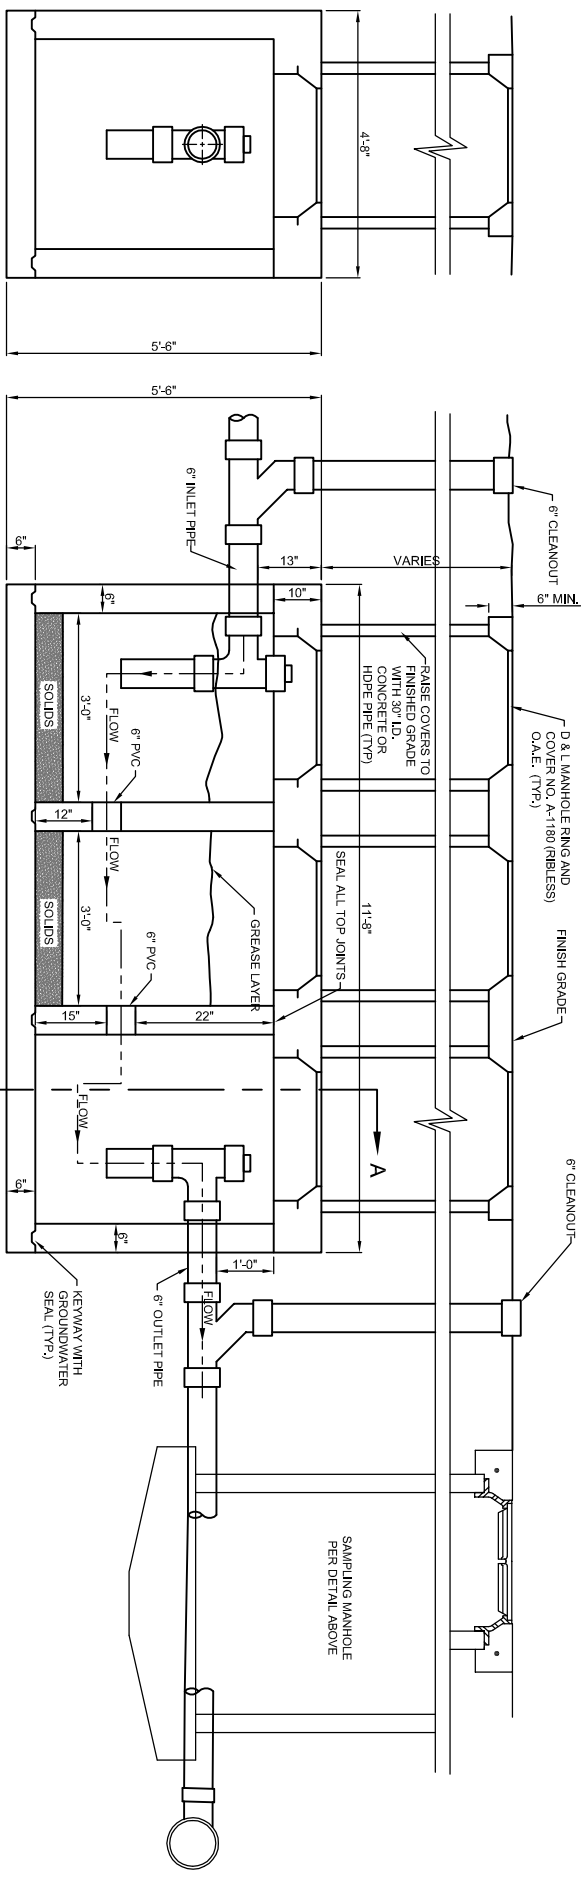 4'-8"
5'-6"
5'-6"
6" INLET PIPE
6" CLEANOUT
13"
VARIES
6"
6"
10"
6" MIN.
RAISE COVERS TO
FINISHED GRADE
WITH 30" I.D.
CONCRETE OR
HDPE PIPE (TYP)
D & L MANHOLE RING AND
COVER NO. A-1180 (RIBLESS)
O.A.E. (TYP.)
SOLIDS
3'-0"
FLOW
6" PVC
12"
FLOW
SOLIDS
3'-0"
6" PVC
GREASE LAYER
SEAL ALL TOP JOINTS
11'-8"
FINISH GRADE
15"
22"
FLOW
A
6" CLEANOUT
6"
6"
1'-0"
FLOW
KEYWAY WITH
GROUNDWATER
SEAL (TYP.)
6" OUTLET PIPE
SAMPLING MANHOLE
PER DETAIL ABOVE